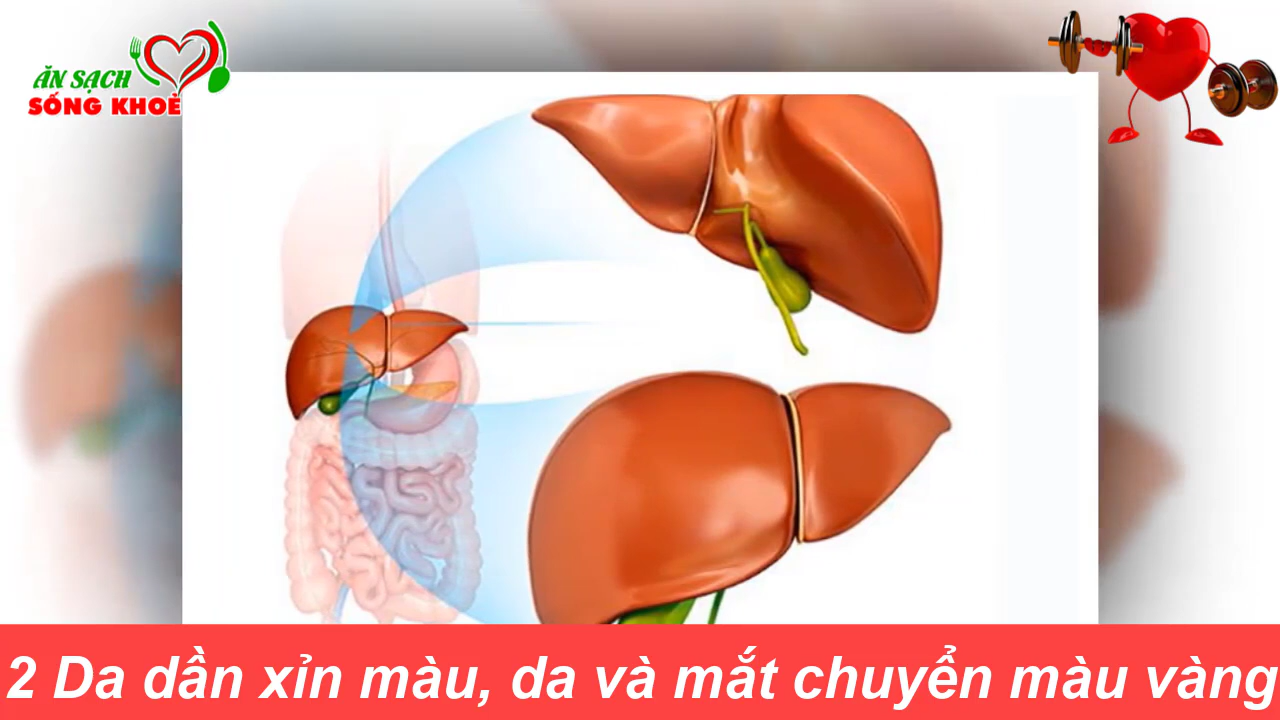 ĂN SẠCH
SỐNG KHOẺ
2 Da dần xỉn màu, da và mắt chuyển màu vàng